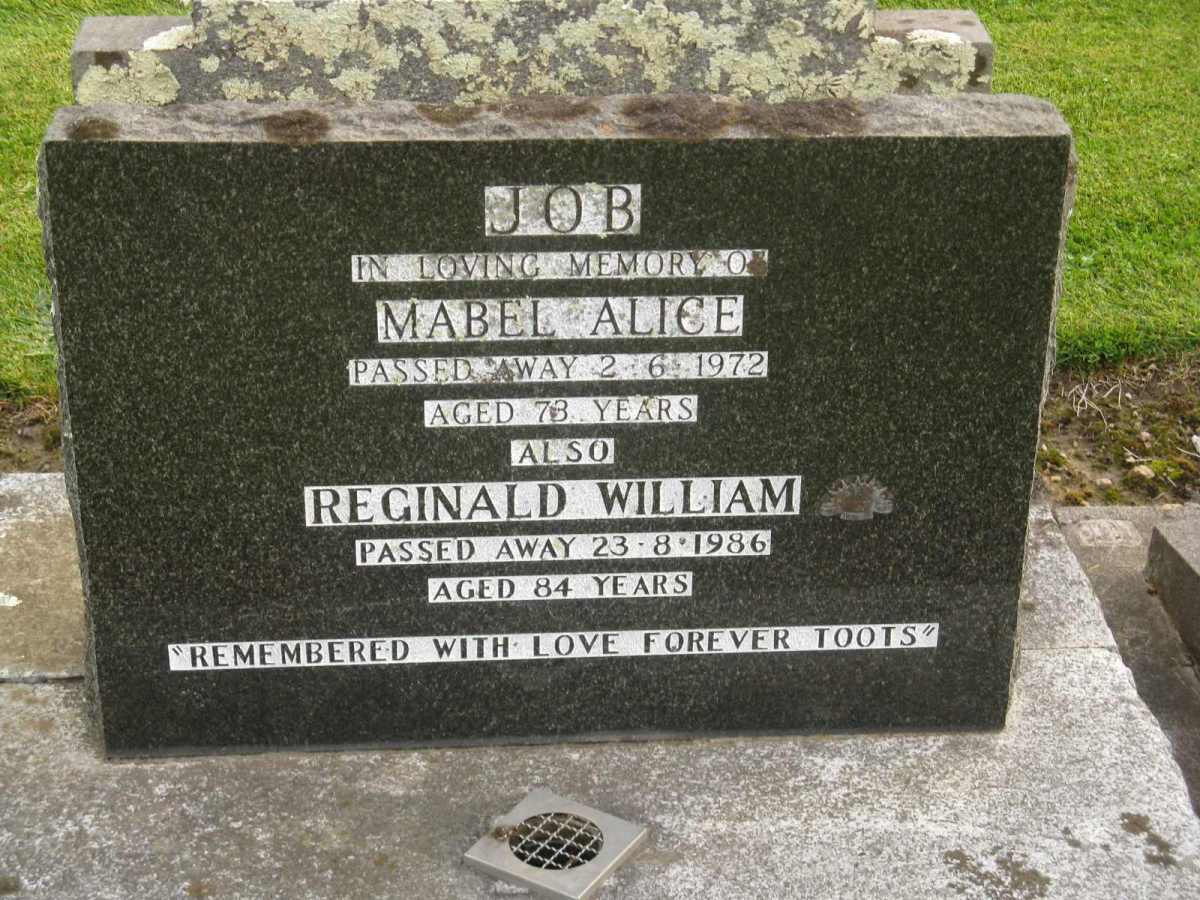 JOB
IN LOVING MEMORY OF
MABEL ALICE
PASSED AWAY 2·6·1972
AGED 73 YEARS
ALSO
REGINALD WILLIAM
PASSED AWAY 23·8·1986
AGED 84 YEARS
"REMEMBERED WITH LOVE FOREVER TOOTS"